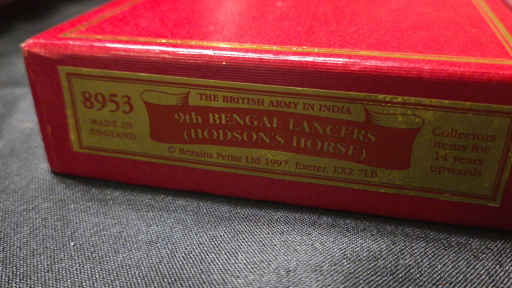 8953
MADE IN
ENGLAND
THE BRITISH ARMY IN INDIA
9th BENGAL LANCERS
(HODSON'S HORSE)
© Britains Petite Ltd 1997 Exeter, EX2 7LB
Collectors
items for
14 years
upwards